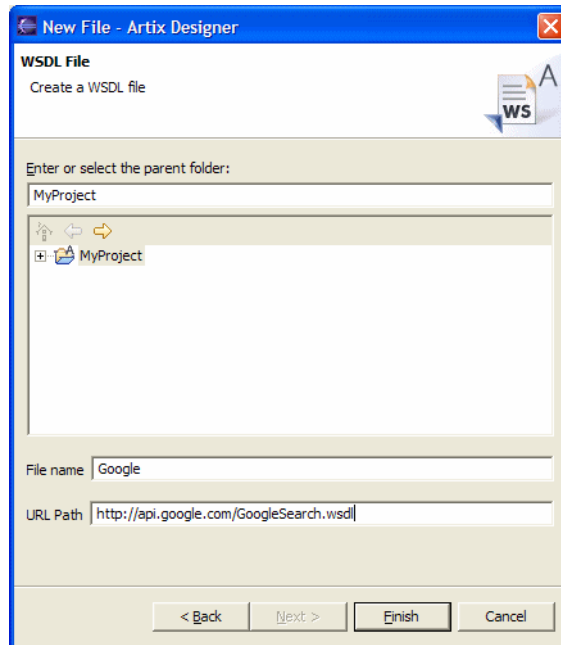 New File - Artix Designer
WSDL File
Create a WSDL file
A
WS
Enter or select the parent folder:
MyProject
MyProject
File name Google
URL Path http://api.google.com/GoogleSearch.wsdl
< Back Next > Finish Cancel